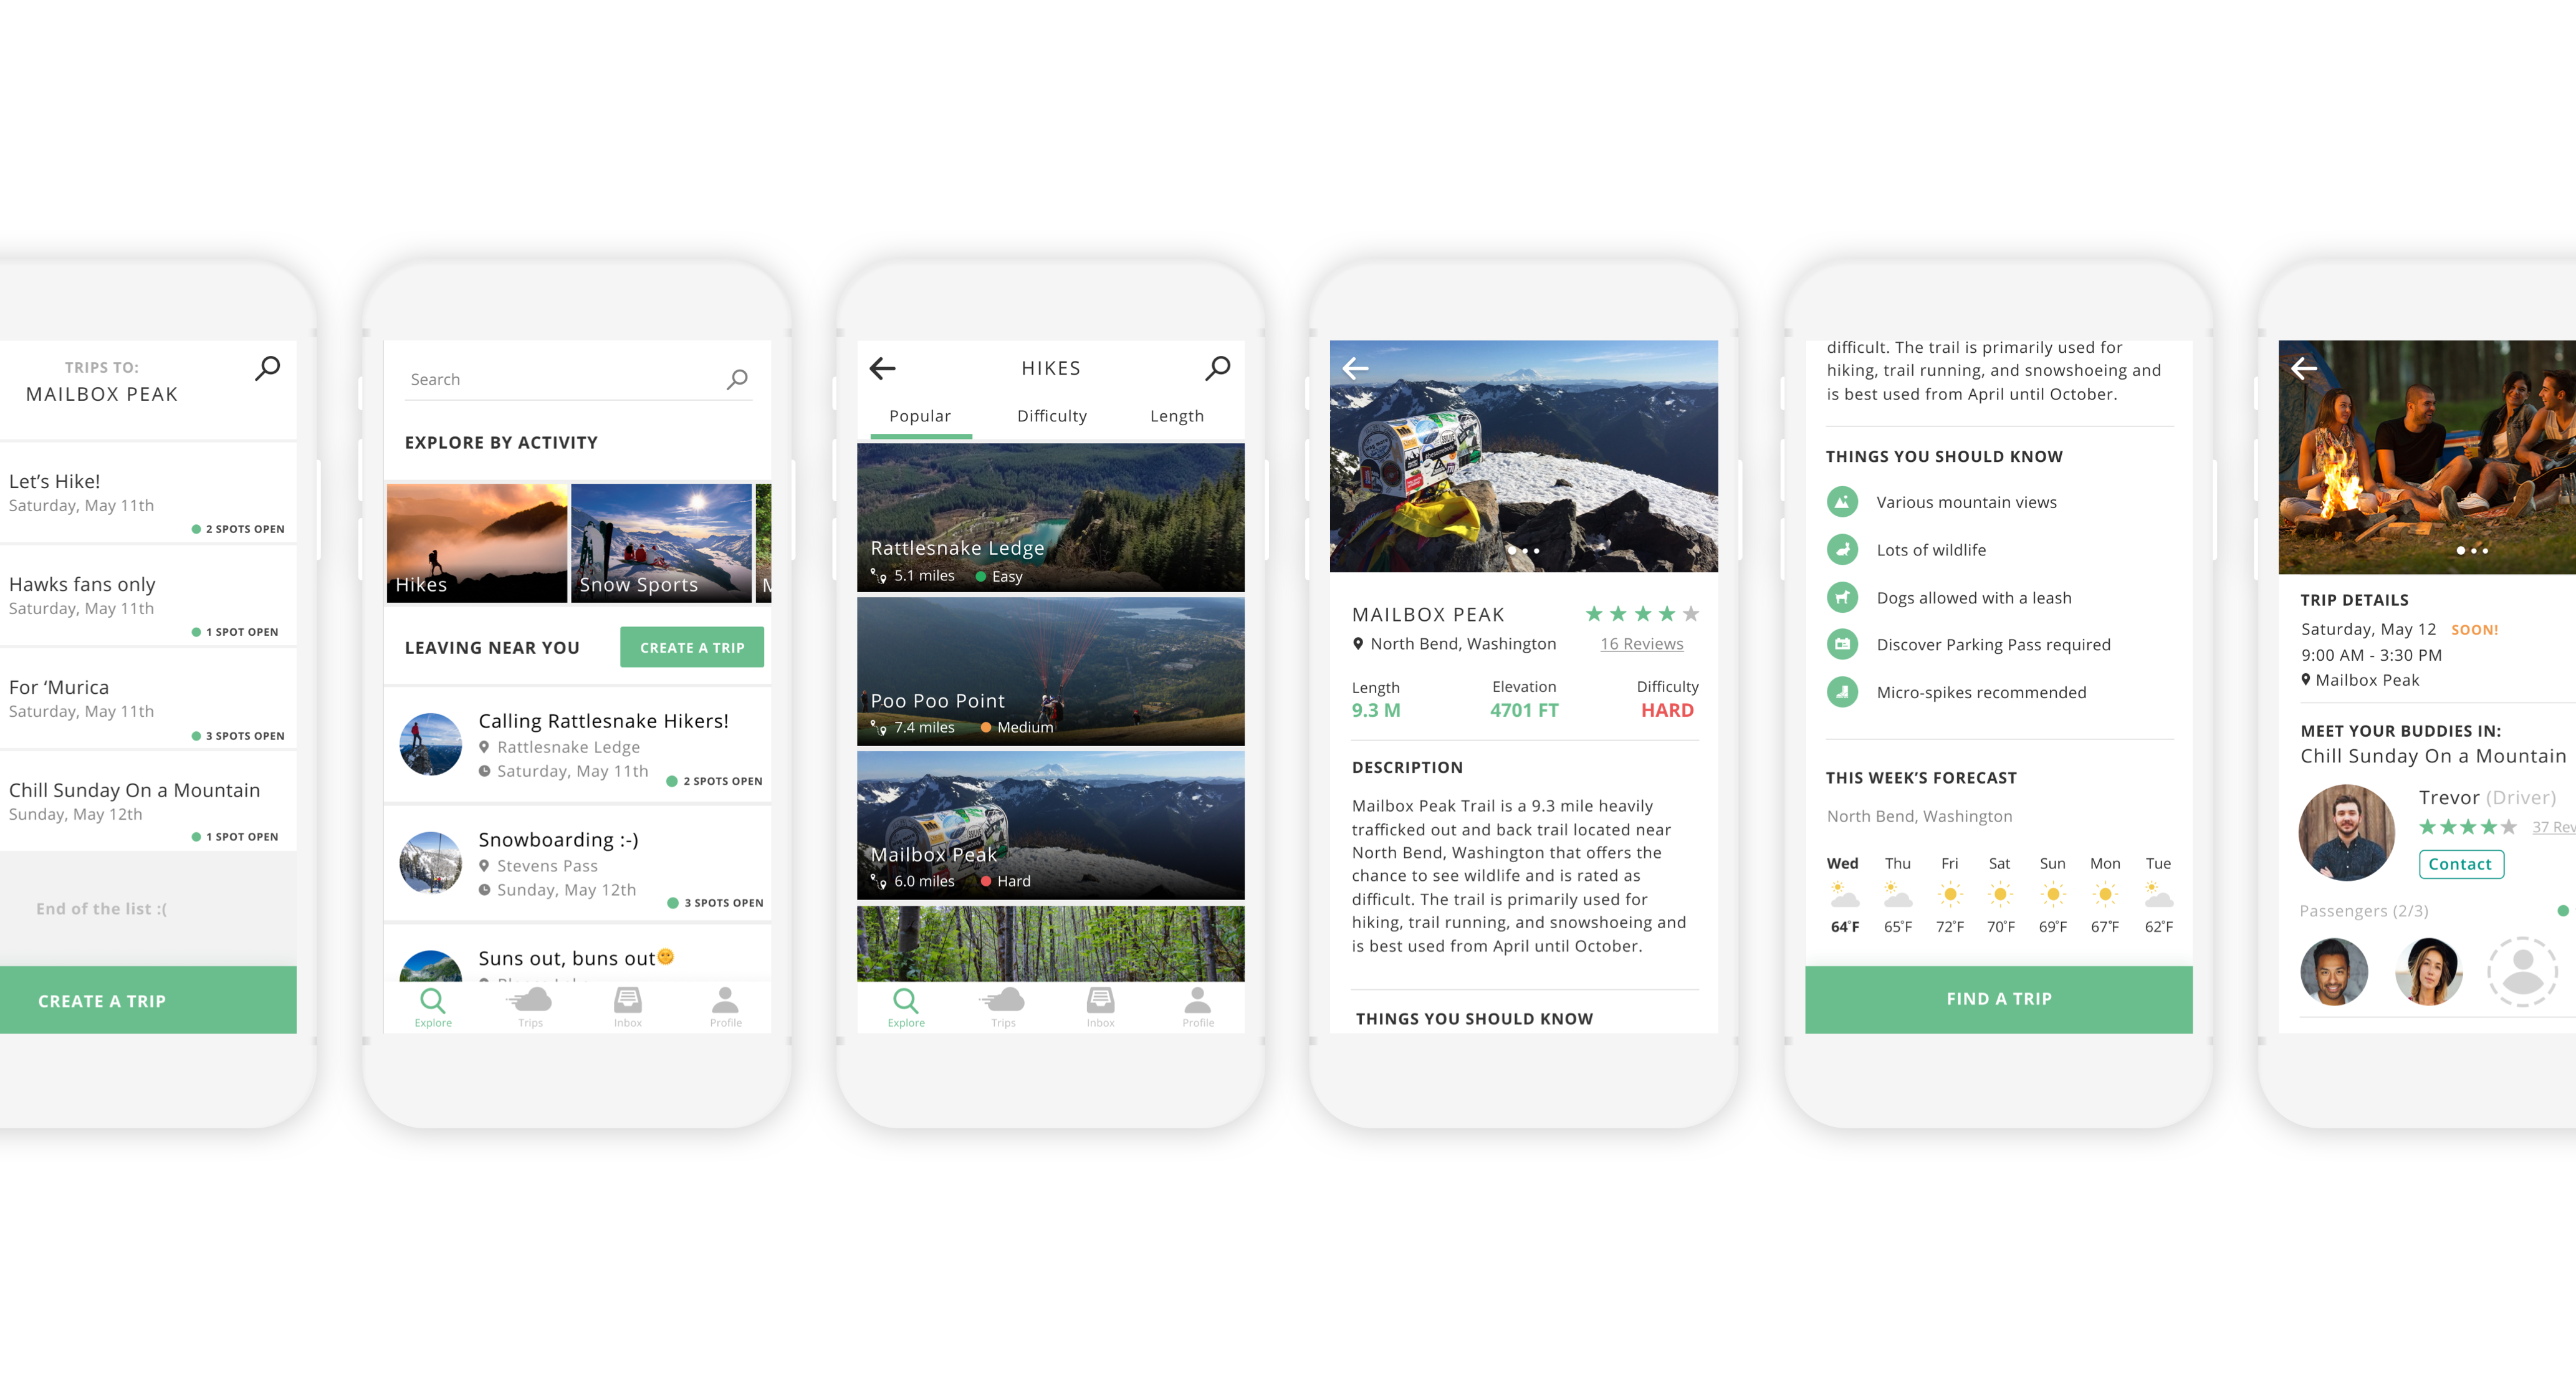 TRIPS TO:
MAILBOX PEAK
Let's Hike!
Saturday, May 11th
2 SPOTS OPEN
Hawks fans only
Saturday, May 11th
1 SPOT OPEN
For ‘Murica
Saturday, May 11th
3 SPOTS OPEN
Chill Sunday On a Mountain
Sunday, May 12th
1 SPOT OPEN
End of the list :(
CREATE A TRIP
Search
EXPLORE BY ACTIVITY
Hikes
Snow Sports
M
LEAVING NEAR YOU
CREATE A TRIP
Calling Rattlesnake Hikers!
Rattlesnake Ledge
Saturday, May 11th
2 SPOTS OPEN
Snowboarding :-)
Stevens Pass
Sunday, May 12th
3 SPOTS OPEN
Suns out, buns out
Explore
Trips
Inbox
Profile
HIKES
Popular
Difficulty
Length
Rattlesnake Ledge
5.1 miles
Easy
Poo Poo Point
7.4 miles
Medium
Mailbox Peak
6.0 miles
Hard
Explore
Trips
Inbox
Profile
MAILBOX PEAK
North Bend, Washington
16 Reviews
Length
9.3 M
Elevation
4701 FT
Difficulty
HARD
DESCRIPTION
Mailbox Peak Trail is a 9.3 mile heavily
trafficked out and back trail located near
North Bend, Washington that offers the
chance to see wildlife and is rated as
difficult. The trail is primarily used for
hiking, trail running, and snowshoeing and
is best used from April until October.
THINGS YOU SHOULD KNOW
difficult. The trail is primarily used for
hiking, trail running, and snowshoeing and
is best used from April until October.
THINGS YOU SHOULD KNOW
Various mountain views
Lots of wildlife
Dogs allowed with a leash
Discover Parking Pass required
Micro-spikes recommended
THIS WEEK'S FORECAST
North Bend, Washington
Wed Thu Fri Sat Sun Mon Tue
64°F 65°F 72°F 70°F 69°F 67°F 62°F
FIND A TRIP
TRIP DETAILS
Saturday, May 12 SOON!
9:00 AM - 3:30 PM
Mailbox Peak
MEET YOUR BUDDIES IN:
Chill Sunday On a Mountain
Trevor (Driver)
37 Rev
Contact
Passengers (2/3)